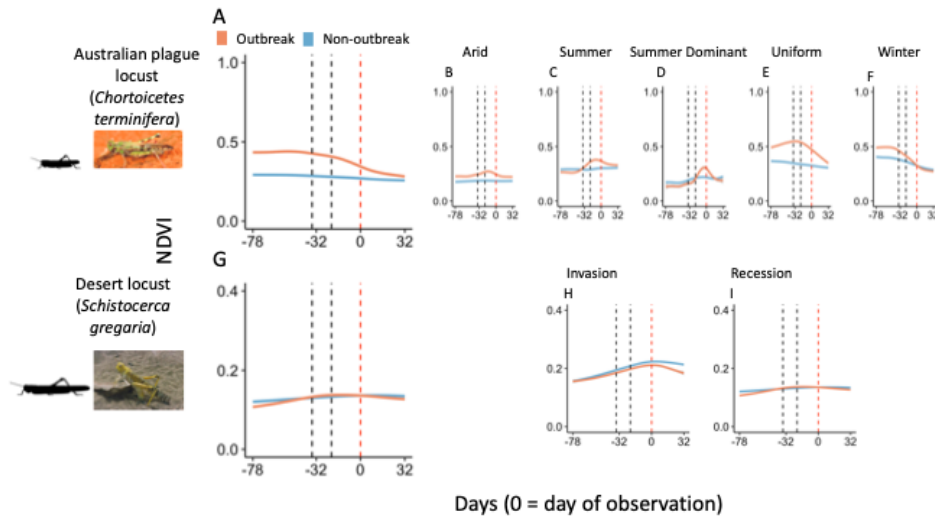 A
Outbreak Non-outbreak
Australian plague
locust
(Chortoicetes
terminifera)
1.0
0.5
0.0
-78 -32 0 32
Arid
B
1.0
0.5
0.0
-78 -32 0 32
Summer
C
1.0
0.5
0.0
-78 -32 0 32
Summer Dominant
D
1.0
0.5
0.0
-78 -32 0 32
Uniform
E
1.0
0.5
0.0
-78 -32 0 32
Winter
F
1.0
0.5
0.0
-78 -32 0 32
NDVI
Desert locust
(Schistocerca
gregaria)
G
0.4
0.2
0.0
-78 -32 0 32
Invasion
H
0.4
0.2
0.0
-78 -32 0 32
Recession
I
0.4
0.2
0.0
-78 -32 0 32
Days (0 = day of observation)